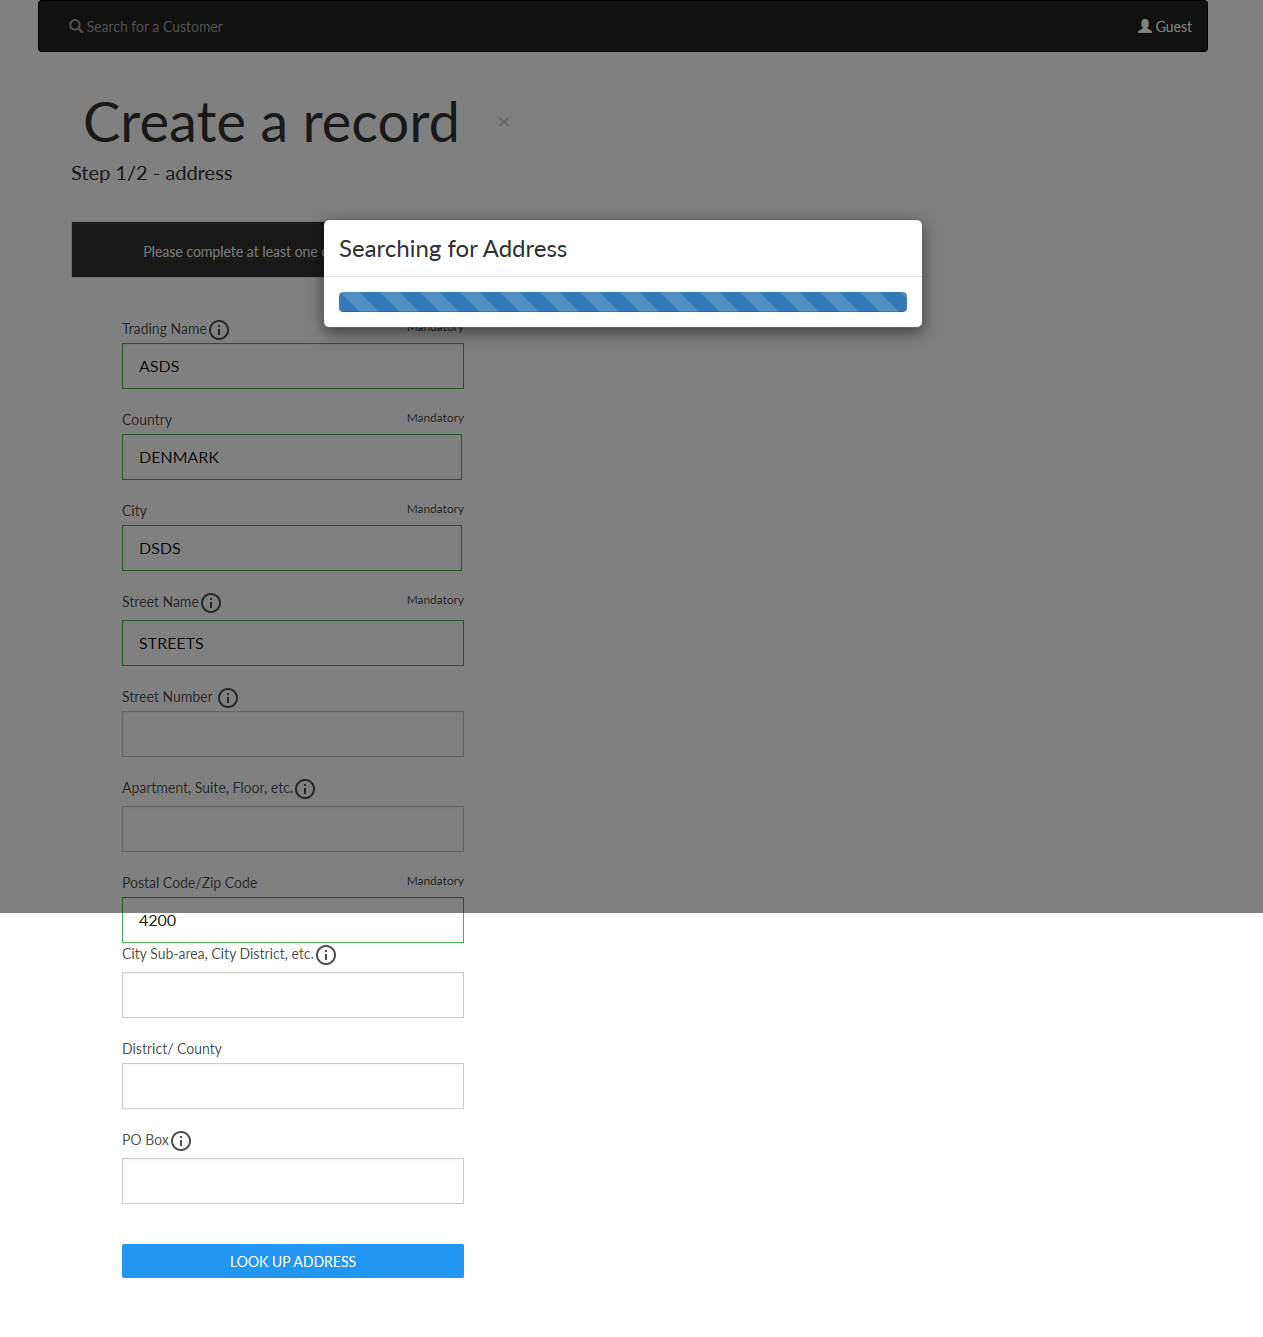 Search for a Customer
Guest
Create a record
×
Step 1/2 - address
Please complete at least one
Searching for Address
Trading Name
Mandatory
ASDS
Country
Mandatory
DENMARK
City
Mandatory
DSDS
Street Name
Mandatory
STREETS
Street Number
Apartment, Suite, Floor, etc.
Postal Code/Zip Code
Mandatory
4200
City Sub-area, City District, etc.
District/ County
PO Box
LOOK UP ADDRESS